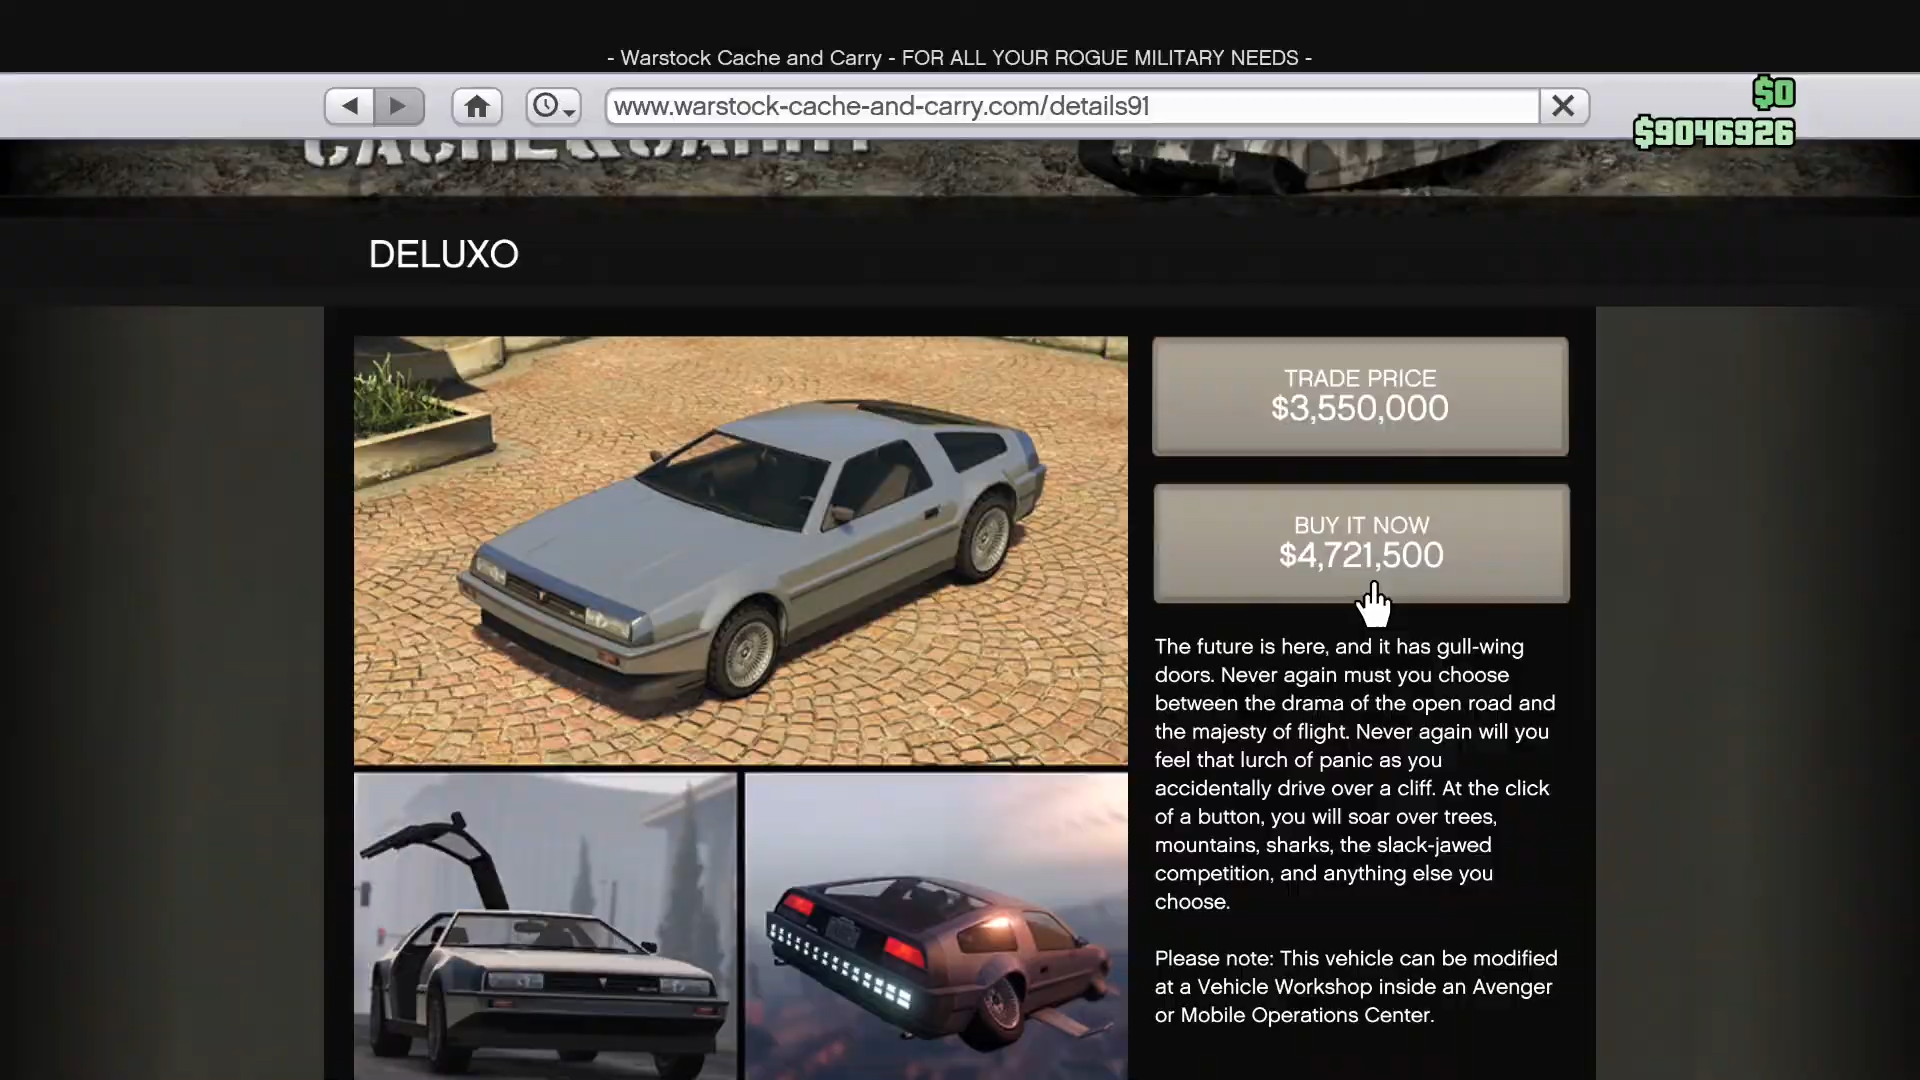 - Warstock Cache and Carry - FOR ALL YOUR ROGUE MILITARY NEEDS -
www.warstock-cache-and-carry.com/details91
$0
$9046926
CACHE&CARRY
DELUXO
TRADE PRICE
$3,550,000
BUY IT NOW
$4,721,500
The future is here, and it has gull-wing
doors. Never again must you choose
between the drama of the open road and
the majesty of flight. Never again will you
feel that lurch of panic as you
accidentally drive over a cliff. At the click
of a button, you will soar over trees,
mountains, sharks, the slack-jawed
competition, and anything else you
choose.
Please note: This vehicle can be modified
at a Vehicle Workshop inside an Avenger
or Mobile Operations Center.